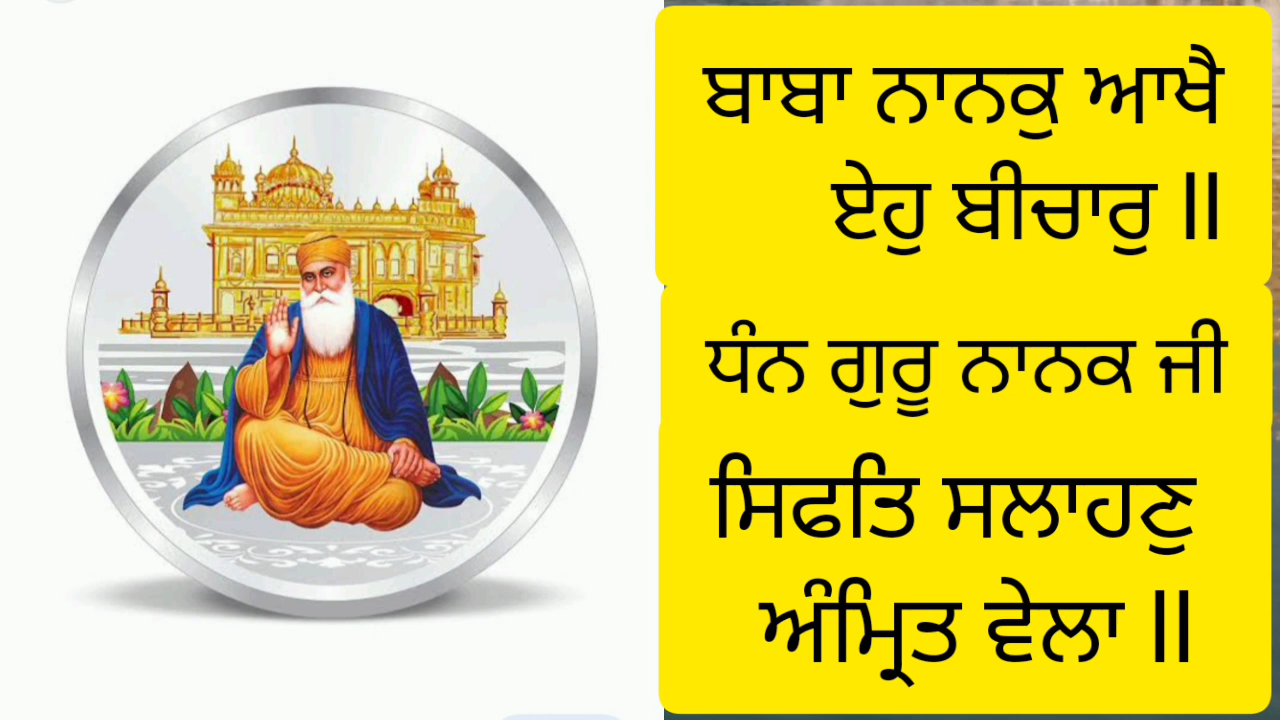 ਬਾਬਾ ਨਾਨਕੁ ਆਖੈ
ਏਹੁ ਬੀਚਾਰੁ ॥
ਧੰਨ ਗੁਰੂ ਨਾਨਕ ਜੀ
ਸਿਫਤਿ ਸਲਾਹਣੁ
ਅੰਮ੍ਰਿਤ ਵੇਲਾ ॥